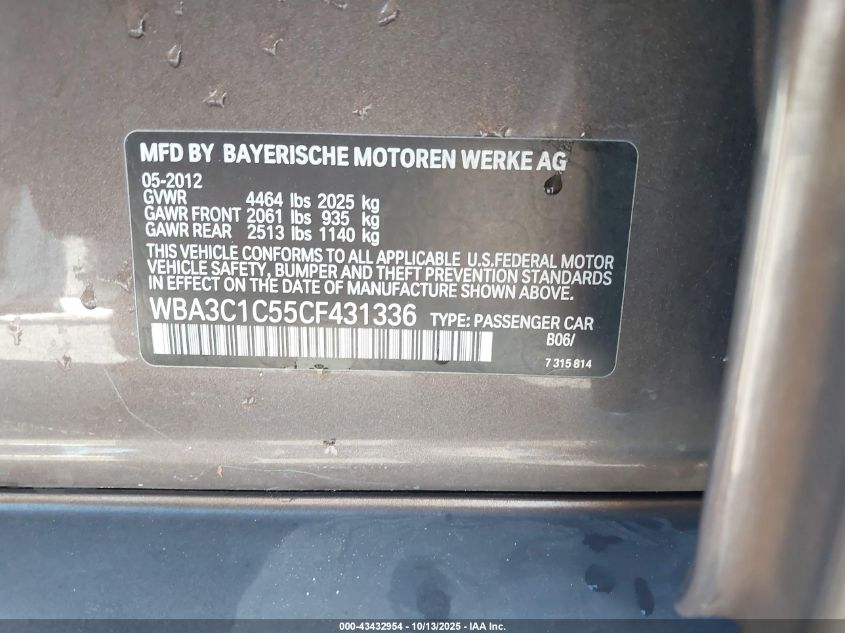 MFD BY BAYERISCHE MOTOREN WERKE AG
05-2012
GVWR 4464 lbs 2025 kg
GAWR FRONT 2061 lbs 935 kg
GAWR REAR 2513 lbs 1140 kg
THIS VEHICLE CONFORMS TO ALL APPLICABLE U.S.FEDERAL MOTOR
VEHICLE SAFETY, BUMPER AND THEFT PREVENTION STANDARDS
IN EFFECT ON THE DATE OF MANUFACTURE SHOWN ABOVE.
WBA3C1C55CF431336 TYPE: PASSENGER CAR
B06/
7 315 814
000-43432954 - 10/13/2025 - IAA Inc.